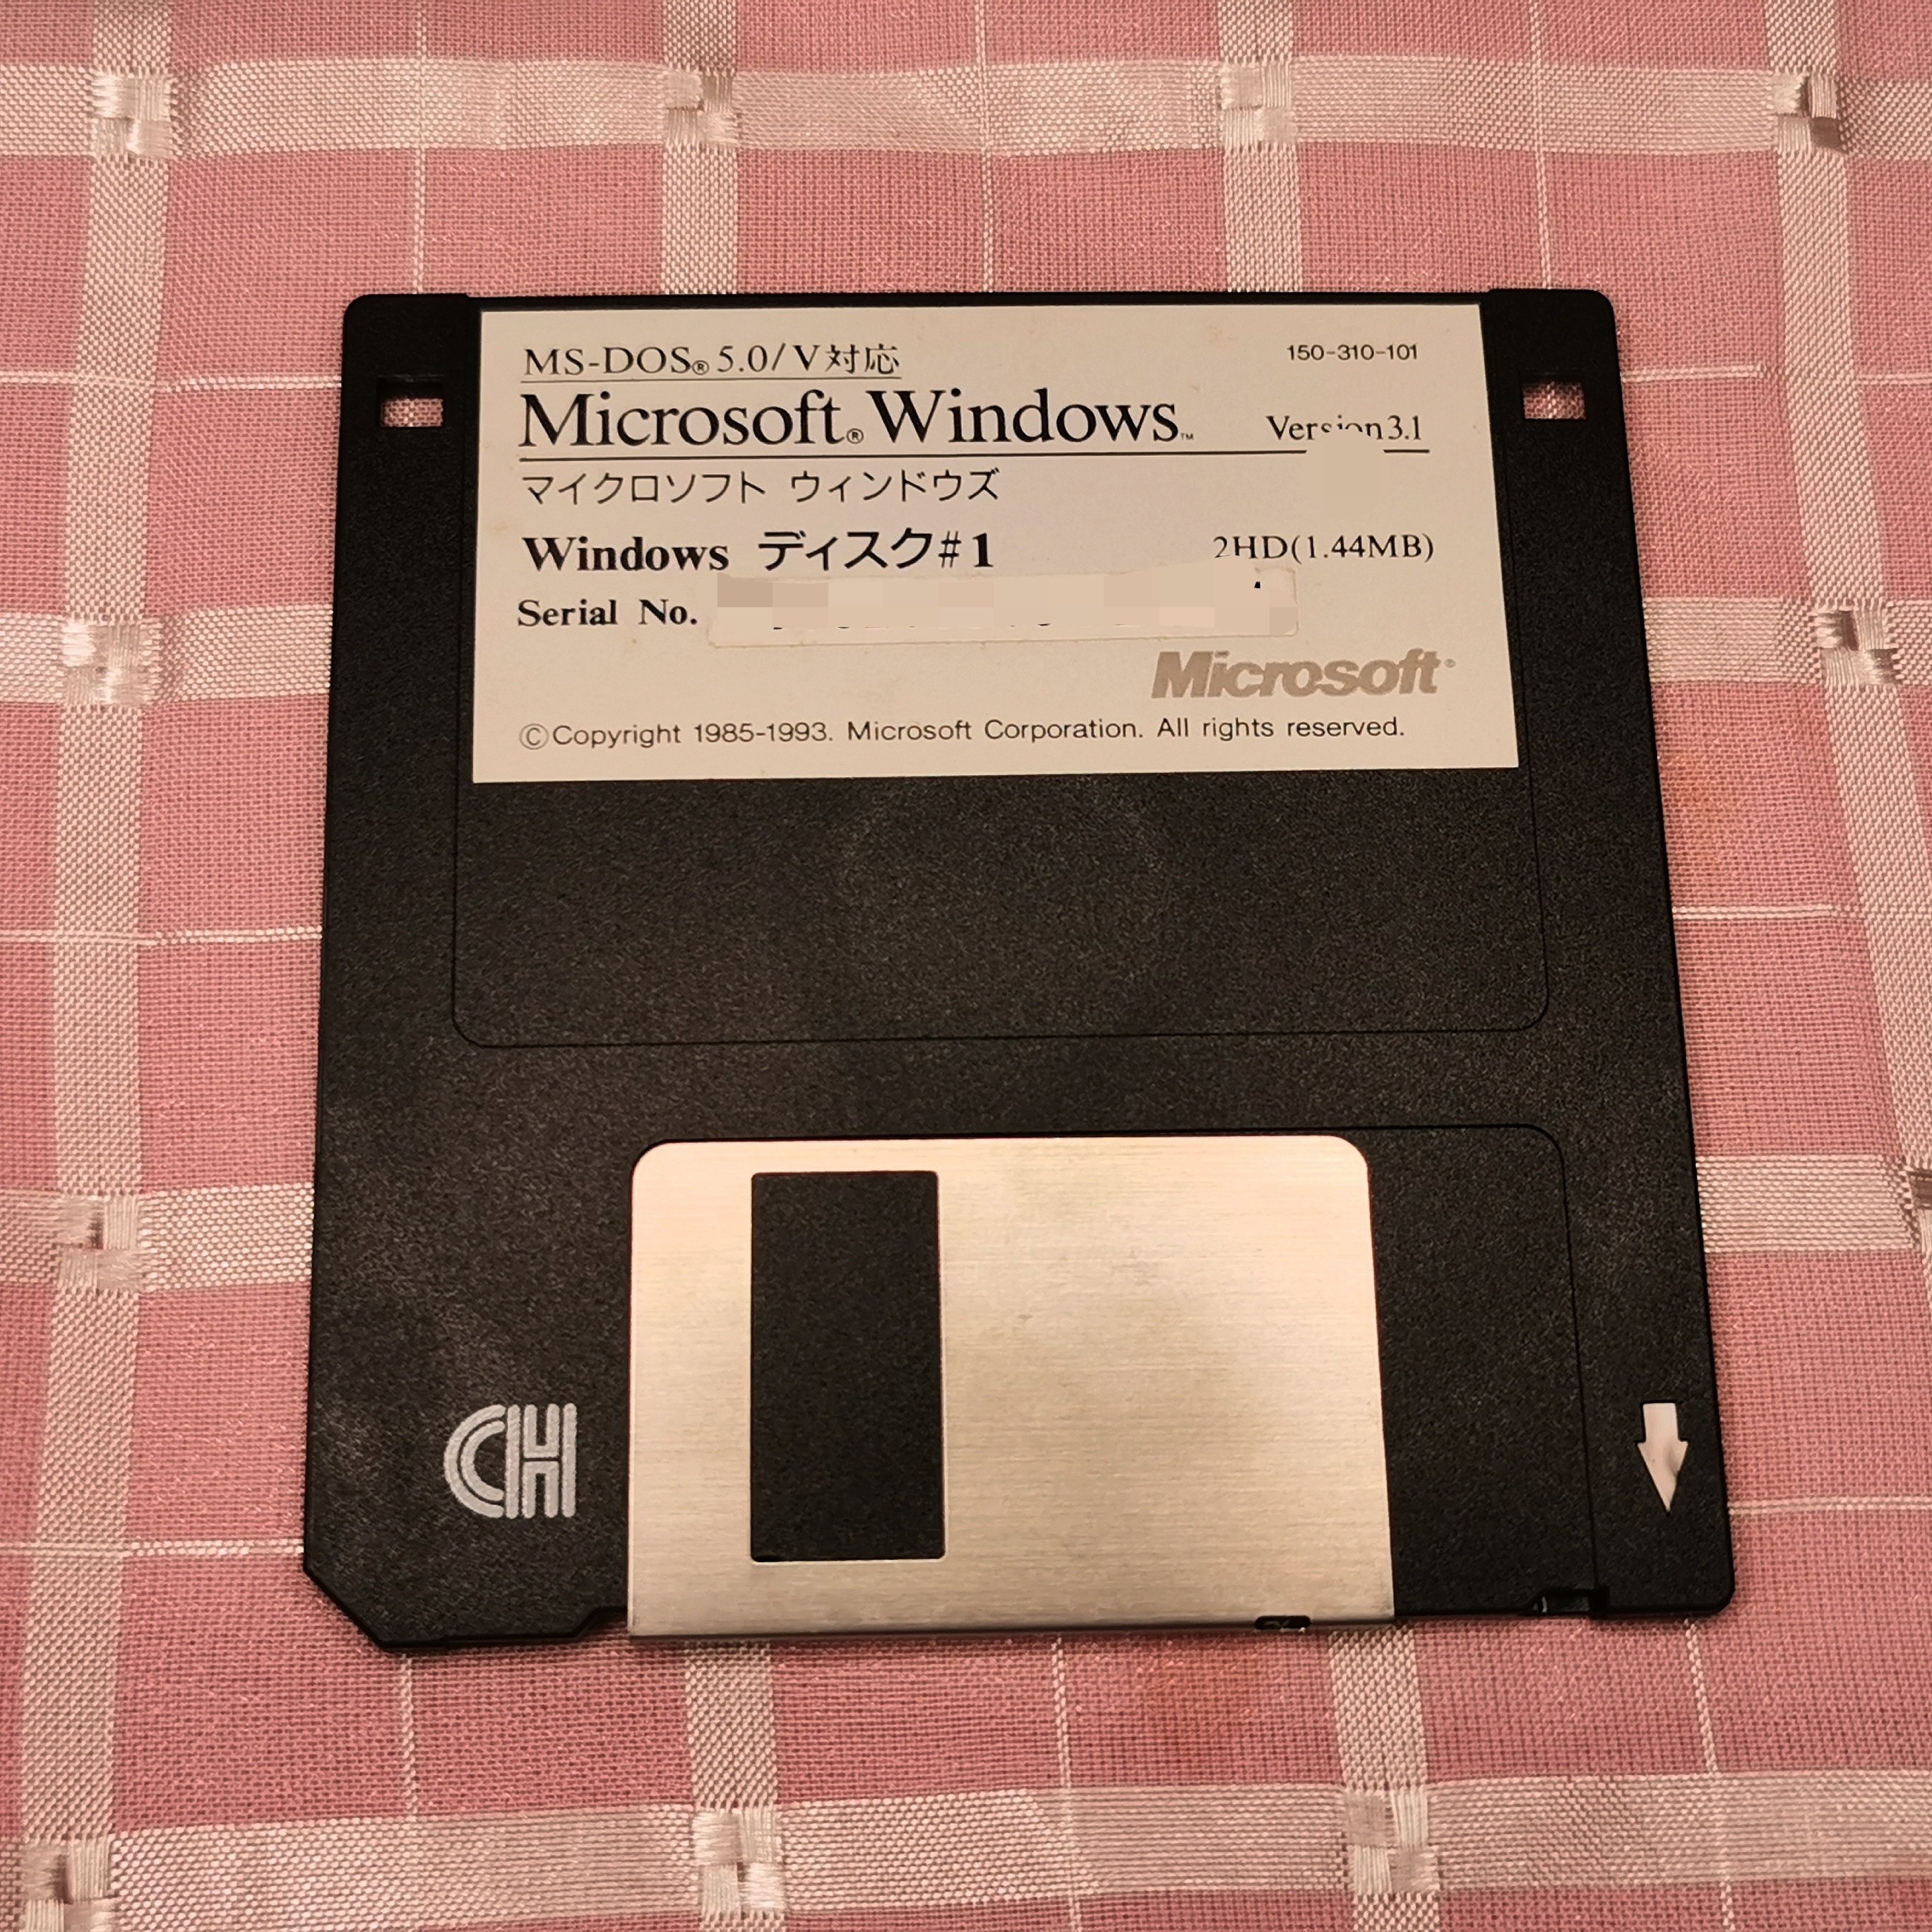 MS-DOS® 5.0/V対応
150-310-101
Microsoft® Windows™ Version 3.1
マイクロソフト ウィンドウズ
Windows ディスク#1
2HD(1.44MB)
Serial No.
Microsoft®
©Copyright 1985-1993. Microsoft Corporation. All rights reserved.
CH